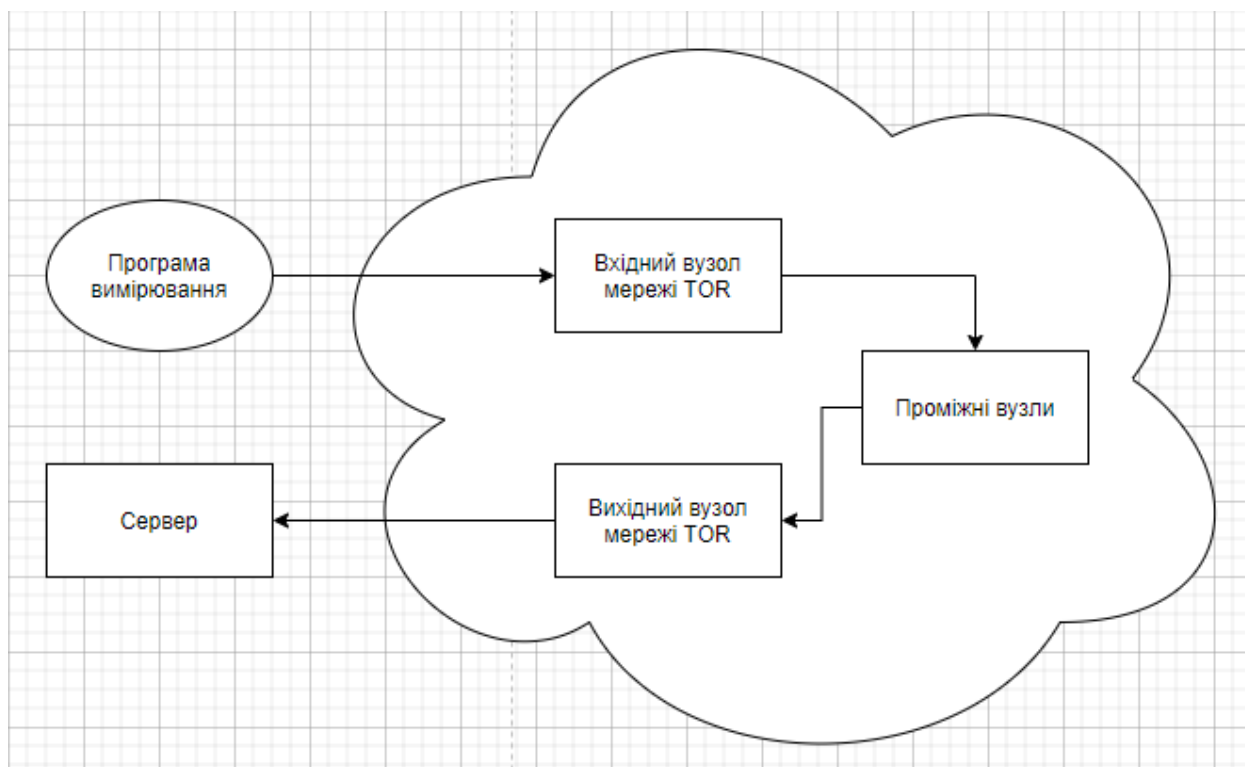 Програма
вимірювання
Вхідний вузол
мережі TOR
Проміжні вузли
Вихідний вузол
мережі TOR
Сервер